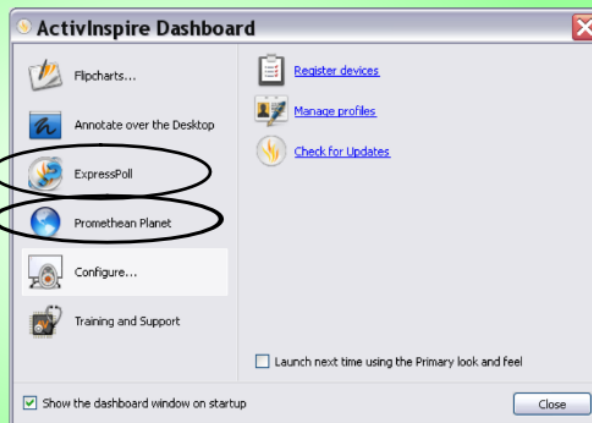 ActivInspire Dashboard
Flipcharts...
Annotate over the Desktop
ExpressPoll
Promethean Planet
Configure...
Training and Support
Register devices
Manage profiles
Check for Updates
Launch next time using the Primary look and feel
Show the dashboard window on startup
Close